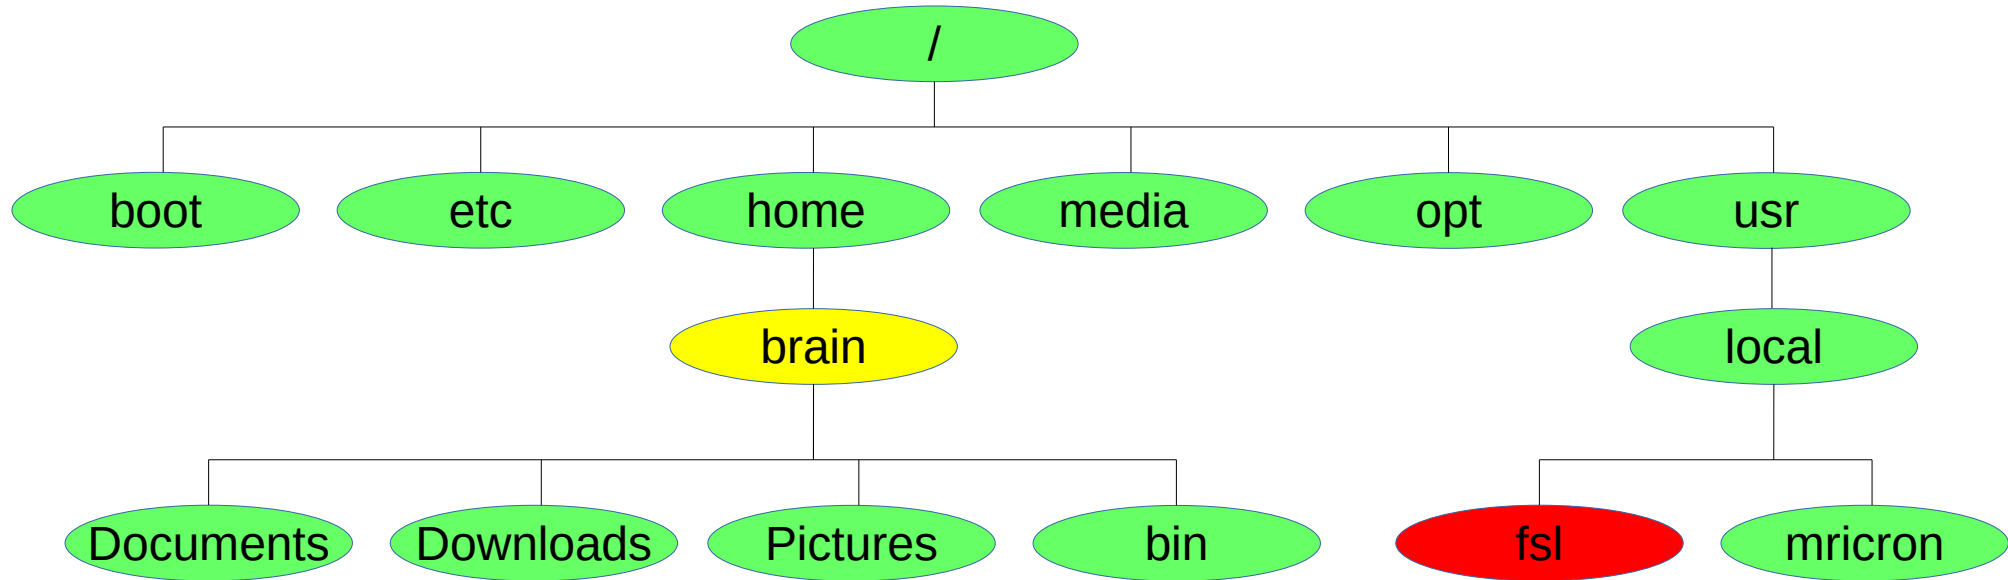 /
boot etc home media opt usr
brain local
Documents Downloads Pictures bin fsl mricron